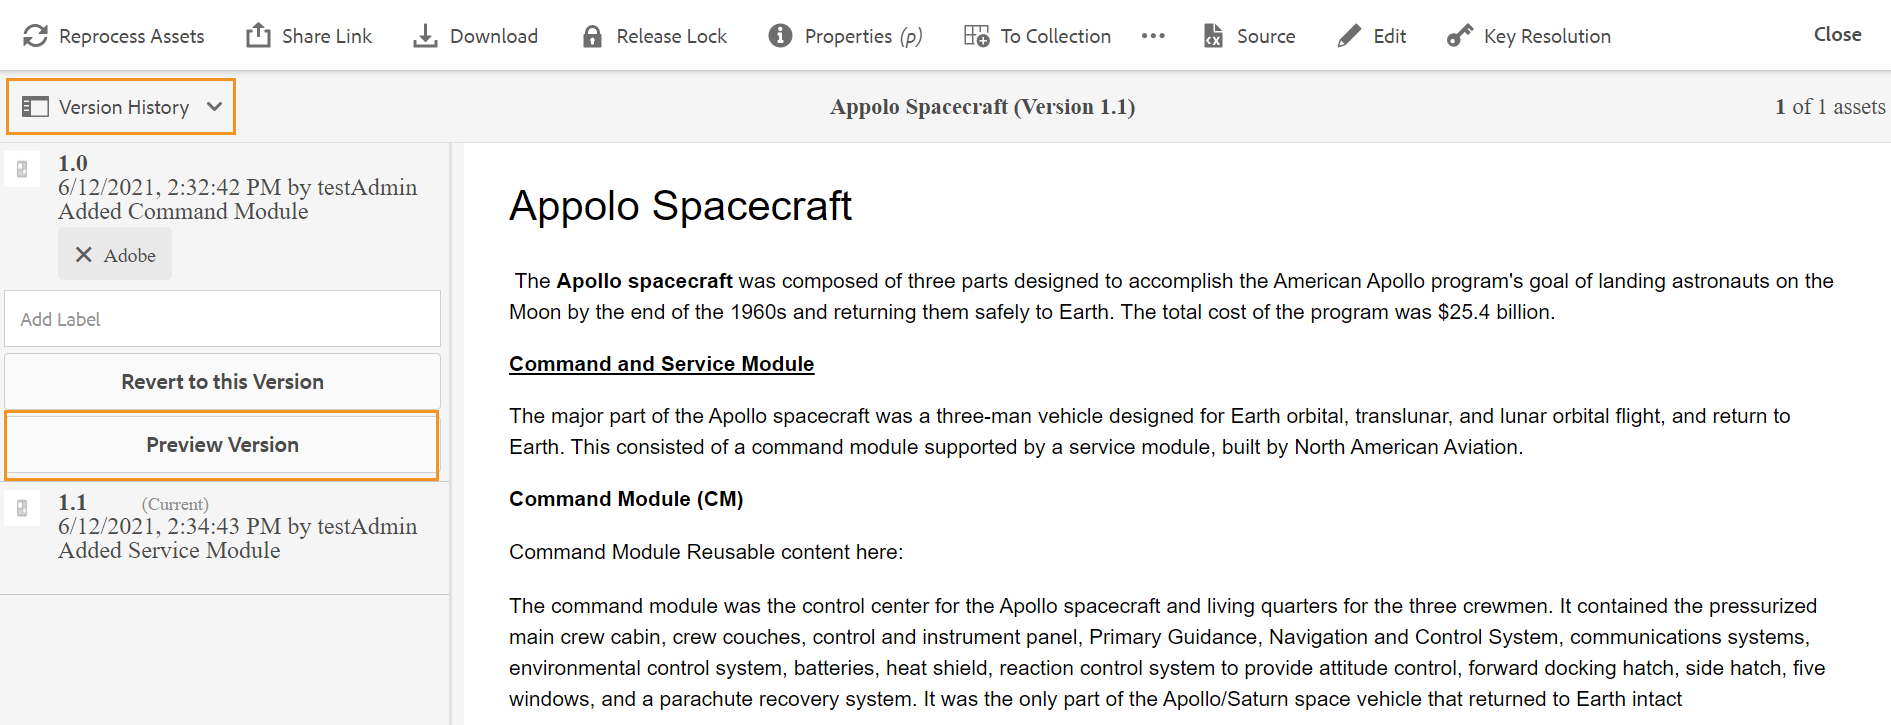 Reprocess Assets Share Link Download Release Lock Properties (p) To Collection ••• Source Edit Key Resolution Close
Version History Appolo Spacecraft (Version 1.1) 1 of 1 assets
1.0
6/12/2021, 2:32:42 PM by testAdmin
Added Command Module
Adobe
Add Label
Revert to this Version
Preview Version
1.1 (Current)
6/12/2021, 2:34:43 PM by testAdmin
Added Service Module
Appolo Spacecraft
The Apollo spacecraft was composed of three parts designed to accomplish the American Apollo program's goal of landing astronauts on the
Moon by the end of the 1960s and returning them safely to Earth. The total cost of the program was $25.4 billion.
Command and Service Module
The major part of the Apollo spacecraft was a three-man vehicle designed for Earth orbital, translunar, and lunar orbital flight, and return to
Earth. This consisted of a command module supported by a service module, built by North American Aviation.
Command Module (CM)
Command Module Reusable content here:
The command module was the control center for the Apollo spacecraft and living quarters for the three crewmen. It contained the pressurized
main crew cabin, crew couches, control and instrument panel, Primary Guidance, Navigation and Control System, communications systems,
environmental control system, batteries, heat shield, reaction control system to provide attitude control, forward docking hatch, side hatch, five
windows, and a parachute recovery system. It was the only part of the Apollo/Saturn space vehicle that returned to Earth intact